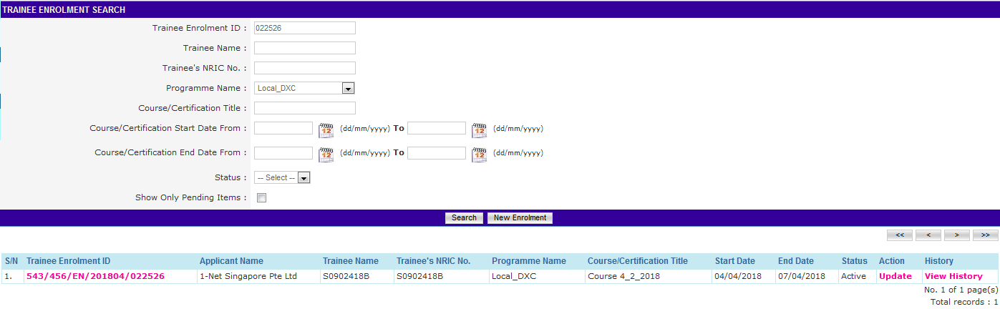 TRAINEE ENROLMENT SEARCH
Trainee Enrolment ID : 022526
Trainee Name :
Trainee's NRIC No. :
Programme Name : Local_DXC
Course/Certification Title :
Course/Certification Start Date From : 12 (dd/mm/yyyy) To 12 (dd/mm/yyyy)
Course/Certification End Date From : 12 (dd/mm/yyyy) To 12 (dd/mm/yyyy)
Status : -- Select --
Show Only Pending Items :
Search New Enrolment
<< < > >>
S/N Trainee Enrolment ID Applicant Name Trainee Name Trainee's NRIC No. Programme Name Course/Certification Title Start Date End Date Status Action History
1. 543/456/EN/201804/022526 1-Net Singapore Pte Ltd S0902418B S0902418B Local_DXC Course 4_2_2018 04/04/2018 07/04/2018 Active Update View History
No. 1 of 1 page(s)
Total records : 1